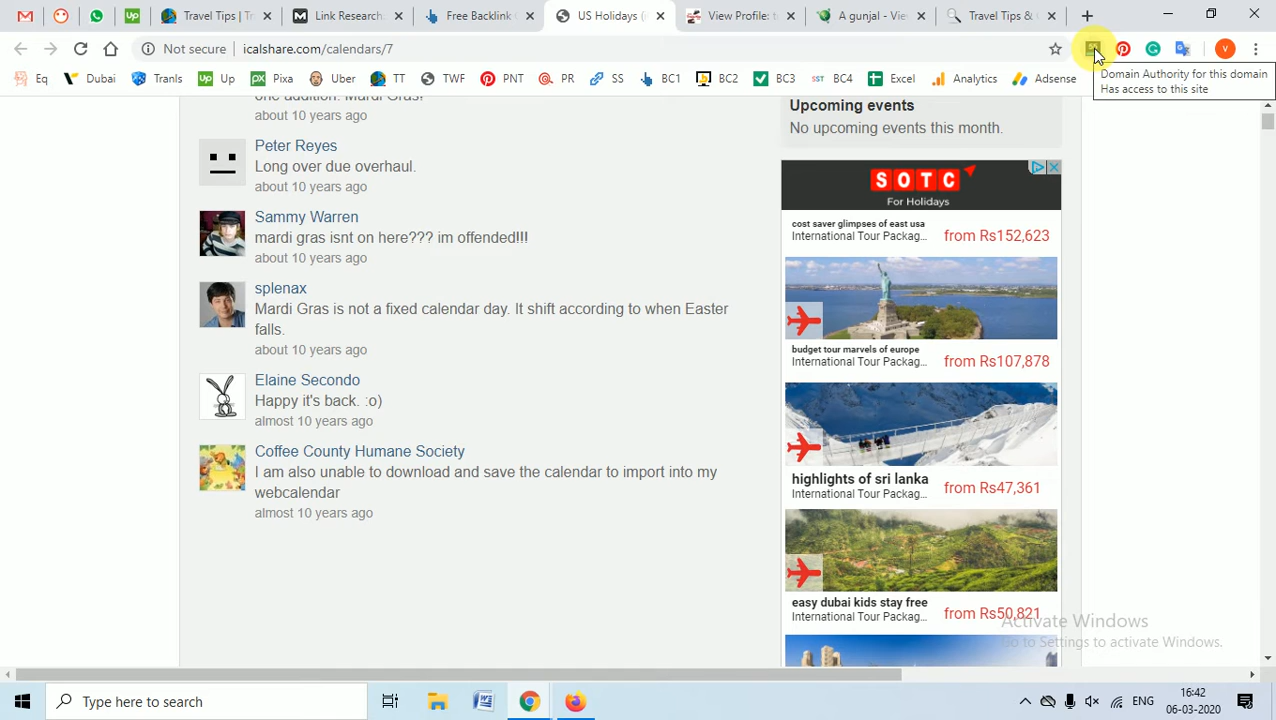 Travel Tips | T
Link Research
Free Backlink
US Holidays (
View Profile: t
A gunjal - Vie
Travel Tips &
Not secure
icalshare.com/calendars/7
V
Domain Authority for this domain
Has access to this site
Eq
Dubai
Trans
Up
Pixa
Uber
TT
TWF
PNT
PR
SS
BC1
BC2
BC3
SST
BC4
Excel
Analytics
Adsense
one addition. Mardi Gras!
about 10 years ago
Peter Reyes
Long over due overhaul.
about 10 years ago
Sammy Warren
mardi gras isnt on here??? im offended!!!
about 10 years ago
splenax
Mardi Gras is not a fixed calendar day. It shift according to when Easter
falls.
about 10 years ago
Elaine Secondo
Happy it's back. :o)
almost 10 years ago
Coffee County Humane Society
I am also unable to download and save the calendar to import into my
webcalendar
almost 10 years ago
Upcoming events
No upcoming events this month.
SOTC
For Holidays
cost saver glimpses of east usa
International Tour Packag...
from Rs152,623
budget tour marvels of europe
International Tour Packag...
from Rs107,878
highlights of sri lanka
International Tour Packag...
from Rs47,361
easy dubai kids stay free
International Tour Packag...
from Rs50,821
Activate Windows
Go to Settings to activate Windows.
Type here to search
ENG
16:42
06-03-2020